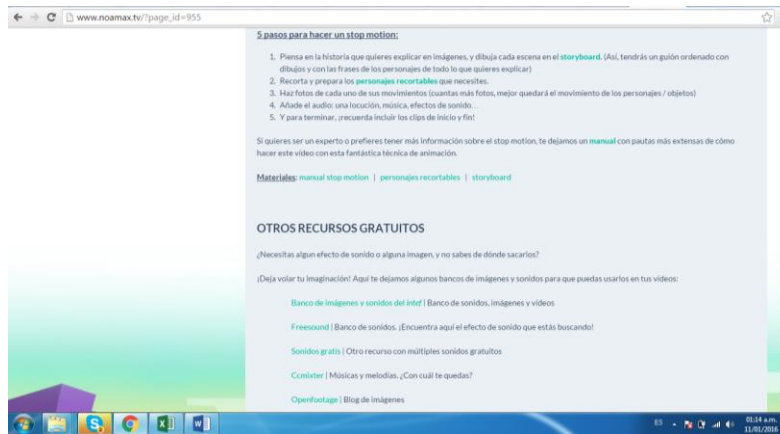 www.noamax.tv/?page_id=955
5 pasos para hacer un stop motion:
1. Piensa en la historia que quieres explicar en imágenes, y dibuja cada escena en el storyboard. (Así, tendrás un guión ordenado con
dibujos y con las frases de los personajes de todo lo que quieres explicar)
2. Recorta y prepara los personajes recortables que necesites.
3. Haz fotos de cada uno de sus movimientos (cuantas más fotos, mejor quedará el movimiento de los personajes / objetos)
4. Añade el audio: una locución, música, efectos de sonido…
5. Y para terminar, ¡recuerda incluir los clips de inicio y fin!
Si quieres ser un experto o prefieres tener más información sobre el stop motion, te dejamos un manual con pautas más extensas de cómo
hacer este vídeo con esta fantástica técnica de animación.
Materiales: manual stop motion | personajes recortables | storyboard
OTROS RECURSOS GRATUITOS
¿Necesitas algun efecto de sonido o alguna imagen, y no sabes de dónde sacarlos?
¡Deja volar tu imaginación! Aquí te dejamos algunos bancos de imágenes y sonidos para que puedas usarlos en tus vídeos:
Banco de imágenes y sonidos del intef | Banco de sonidos, imágenes y vídeos
Freesound | Banco de sonidos. ¡Encuentra aquí el efecto de sonido que estás buscando!
Sonidos gratis | Otro recurso con múltiples sonidos gratuitos
Ccmixter | Músicas y melodías. ¿Con cuál te quedas?
Openfootage | Blog de imágenes
ES
01:14 a.m.
11/01/2016